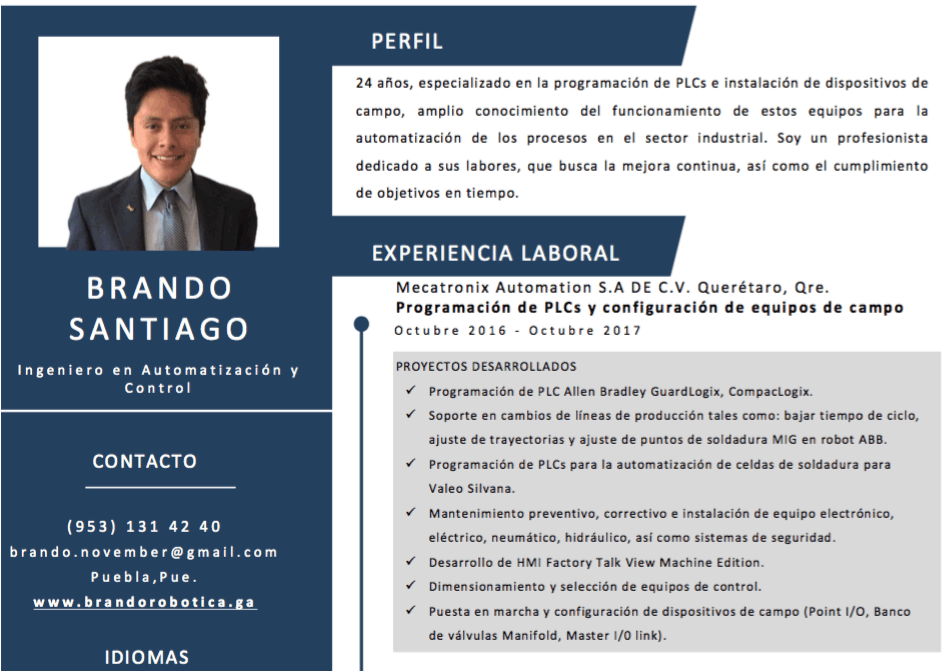 BRANDO
SANTIAGO
Ingeniero en Automatización y
Control
CONTACTO
(953) 131 42 40
brando.november@gmail.com
Puebla,Pue.
www.brandorobotica.ga
IDIOMAS
PERFIL
24 años, especializado en la programación de PLCs e instalación de dispositivos de
campo, amplio conocimiento del funcionamiento de estos equipos para la
automatización de los procesos en el sector industrial. Soy un profesionista
dedicado a sus labores, que busca la mejora continua, así como el cumplimiento
de objetivos en tiempo.
EXPERIENCIA LABORAL
Mecatronix Automation S.A DE C.V. Querétaro, Qre.
Programación de PLCs y configuración de equipos de campo
Octubre 2016 - Octubre 2017
PROYECTOS DESARROLLADOS
✓ Programación de PLC Allen Bradley GuardLogix, CompacLogix.
✓ Soporte en cambios de líneas de producción tales como: bajar tiempo de ciclo,
ajuste de trayectorias y ajuste de puntos de soldadura MIG en robot ABB.
✓ Programación de PLCs para la automatización de celdas de soldadura para
Valeo Silvana.
✓ Mantenimiento preventivo, correctivo e instalación de equipo electrónico,
eléctrico, neumático, hidráulico, así como sistemas de seguridad.
✓ Desarrollo de HMI Factory Talk View Machine Edition.
✓ Dimensionamiento y selección de equipos de control.
✓ Puesta en marcha y configuración de dispositivos de campo (Point I/O, Banco
de válvulas Manifold, Master I/0 link).